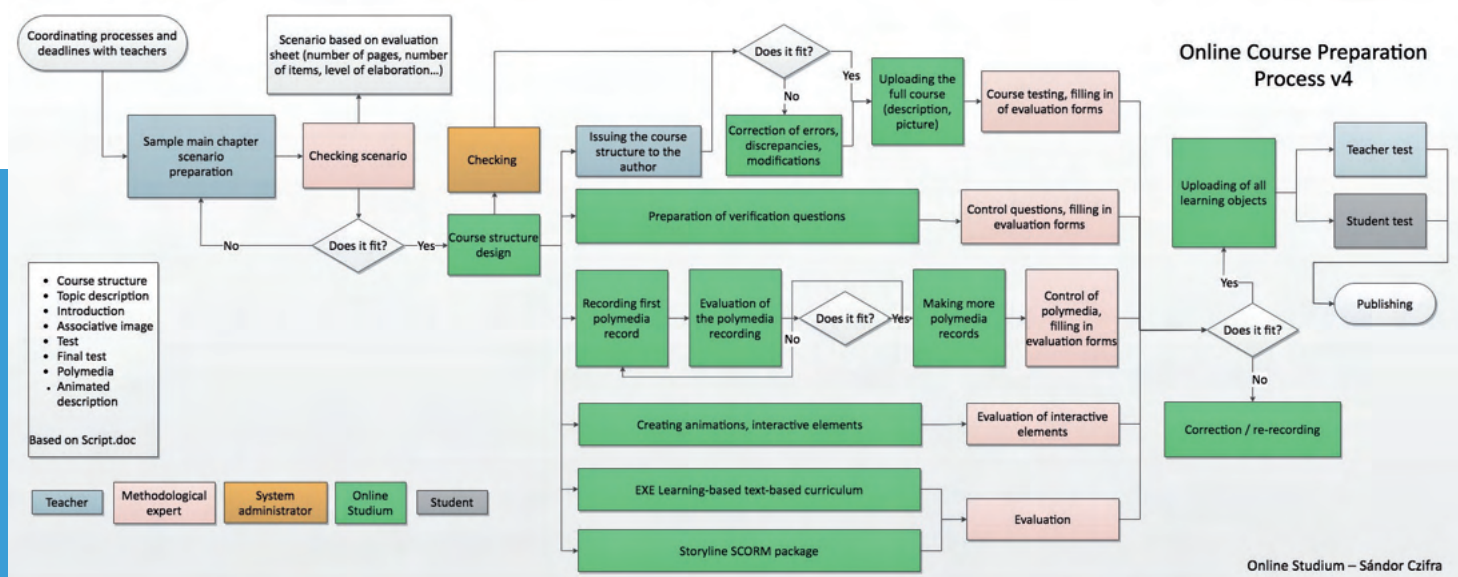 Coordinating processes and
deadlines with teachers
Scenario based on evaluation
sheet (number of pages, number
of items, level of elaboration...)
Does it fit?
Yes
No
Online Course Preparation
Process v4
Uploading the
full course
(description,
picture)
Course testing, filling in
of evaluation forms
Sample main chapter
scenario
preparation
Checking scenario
Checking
Issuing the course
structure to the
author
Correction of errors,
discrepancies,
modifications
Uploading of all
learning objects
Teacher test
Student test
No
Does it fit?
Yes
Course structure
design
Preparation of verification questions
Control questions, filling in
evaluation forms
• Course structure
• Topic description
• Introduction
• Associative image
• Test
• Final test
• Polymedia
• Animated
description
Based on Script.doc
Recording first
polymedia
record
Evaluation of
the polymedia
recording
Does it fit?
Yes
No
Making more
polymedia
records
Control of
polymedia,
filling in
evaluation forms
Yes
Does it fit?
No
Publishing
Creating animations, interactive elements
Evaluation of interactive
elements
Correction / re-recording
EXE Learning-based text-based curriculum
Evaluation
Storyline SCORM package
Teacher
Methodological
expert
System
administrator
Online
Studium
Student
Online Studium – Sándor Czifra